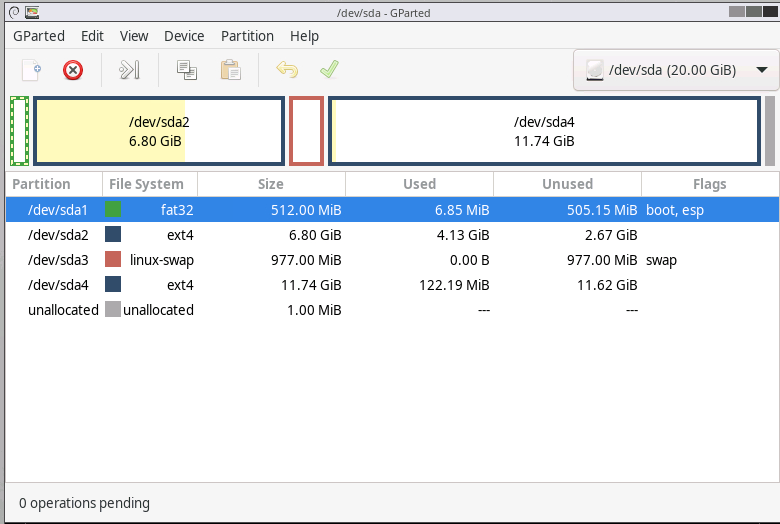 /dev/sda - GParted
GParted Edit View Device Partition Help
/dev/sda (20.00 GiB)
/dev/sda2
6.80 GiB
/dev/sda4
11.74 GiB
Partition File System Size Used Unused Flags
/dev/sda1 fat32 512.00 MiB 6.85 MiB 505.15 MiB boot, esp
/dev/sda2 ext4 6.80 GiB 4.13 GiB 2.67 GiB
/dev/sda3 linux-swap 977.00 MiB 0.00 B 977.00 MiB swap
/dev/sda4 ext4 11.74 GiB 122.19 MiB 11.62 GiB
unallocated unallocated 1.00 MiB --- ---
0 operations pending